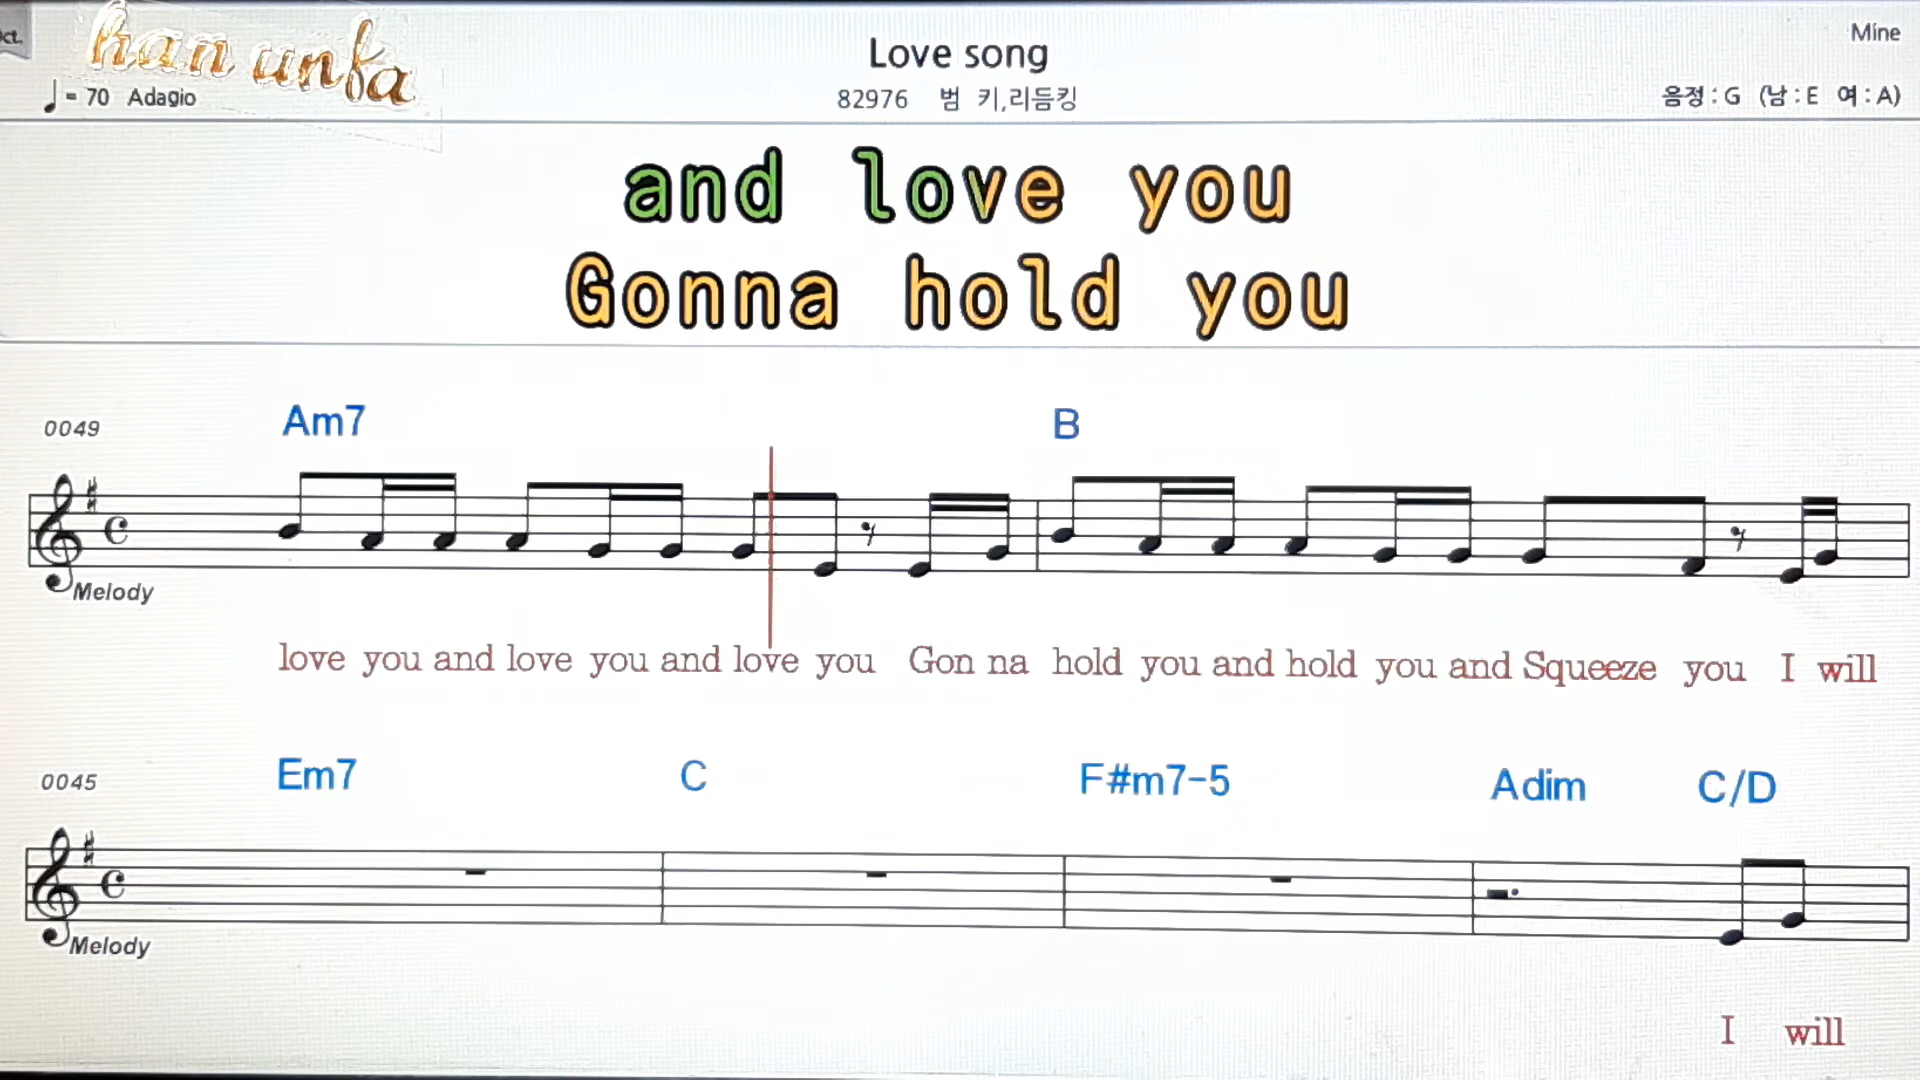 ct.
han unfa
Mine
Love song
♩= 70 Adagio
82976 범 키,리듬킹
음정 : G (남 : E 여 : A)
and love you
Gonna hold you
0049 Am7 B
Melody
love you and love you and love you Gon na hold you and hold you and Squeeze you I will
0045 Em7 C F#m7-5 Adim C/D
Melody
I will